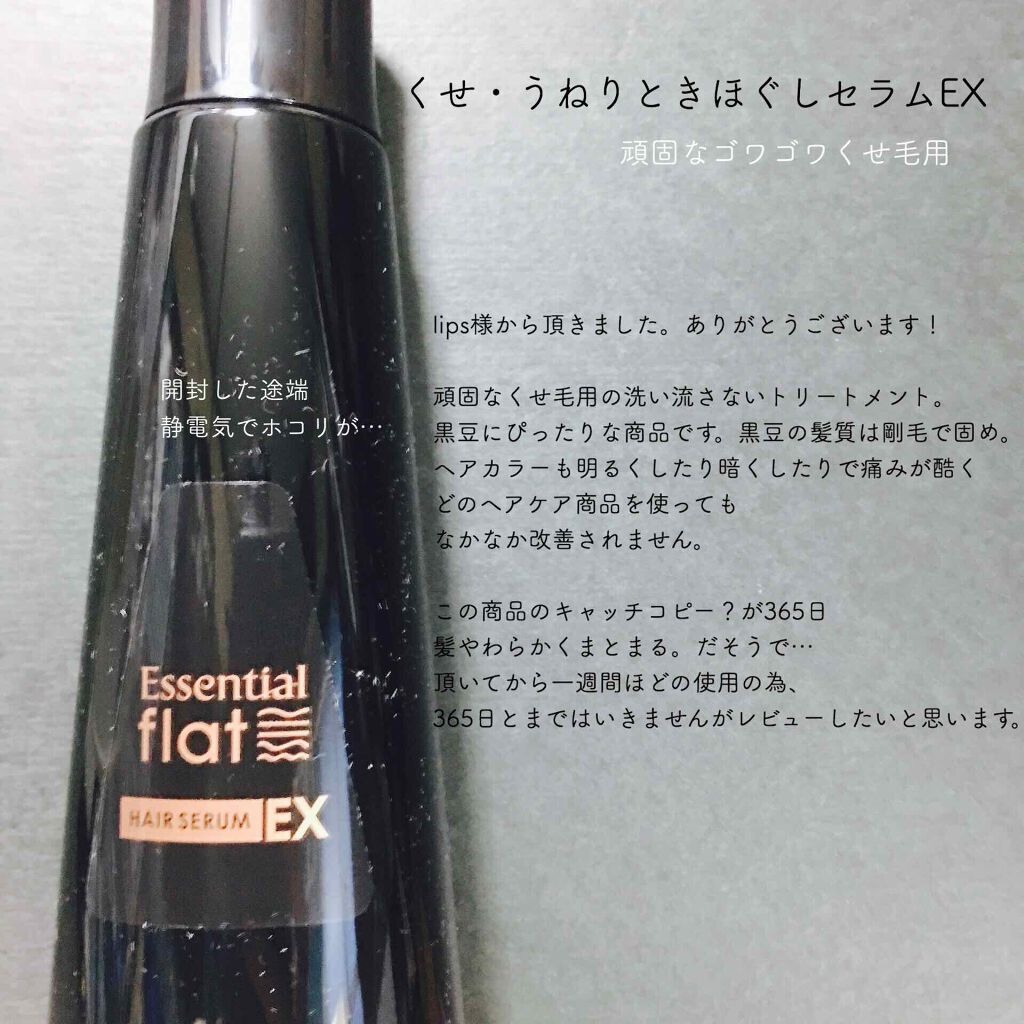 くせ・うねりときほぐしセラムEX
頑固なゴワゴワくせ毛用
lips様から頂きました。ありがとうございます！
頑固なくせ毛用の洗い流さないトリートメント。
黒豆にぴったりな商品です。黒豆の髪質は剛毛で固め。
ヘアカラーも明るくしたり暗くしたりで痛みが酷く
どのヘアケア商品を使っても
なかなか改善されません。
この商品のキャッチコピー？が365日
髪やわらかくまとまる。だそうで…
頂いてから一週間ほどの使用の為、
365日とまではいきませんがレビューしたいと思います。
開封した途端
静電気でホコリが…
Essential
flat
HAIR SERUM EX